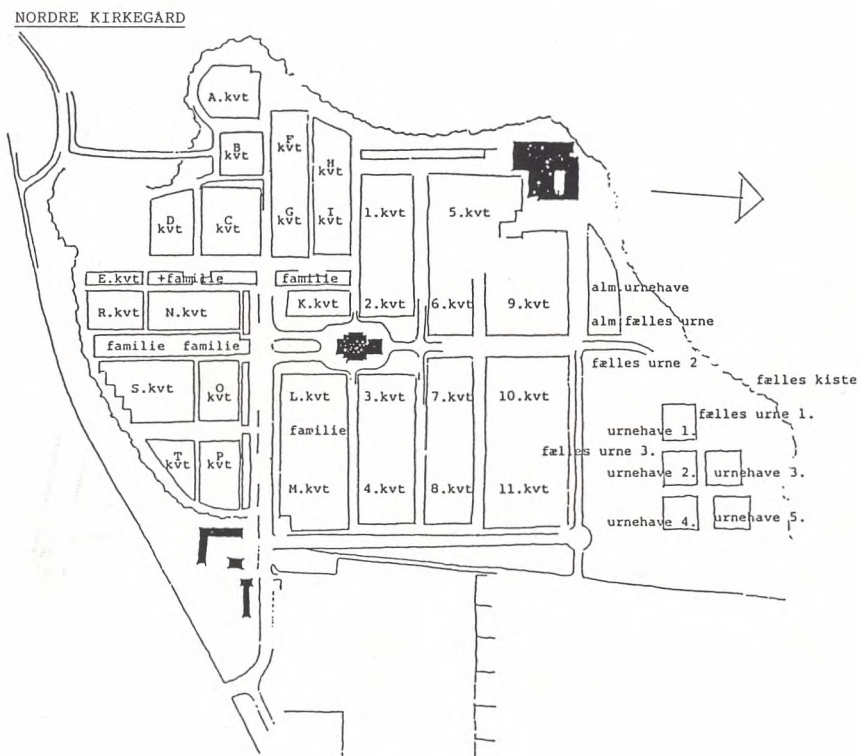 NORDRE KIRKEGÅRD
A.kvt
B
kvt
F
kvt
H
kvt
D
kvt
C
kvt
G
kvt
I
kvt
1.kvt
5.kvt
E.kvt
+familie
familie
R.kvt
N.kvt
K.kvt
2.kvt
6.kvt
9.kvt
alm.urnehave
alm.fælles urne
familie familie
fælles urne 2
fælles kiste
S.kvt
O
kvt
L.kvt
3.kvt
7.kvt
10.kvt
fælles urne 1.
familie
urnehave 1.
fælles urne 3.
T
kvt
P
kvt
urnehave 2.
urnehave 3.
M.kvt
4.kvt
8.kvt
11.kvt
urnehave 4.
urnehave 5.